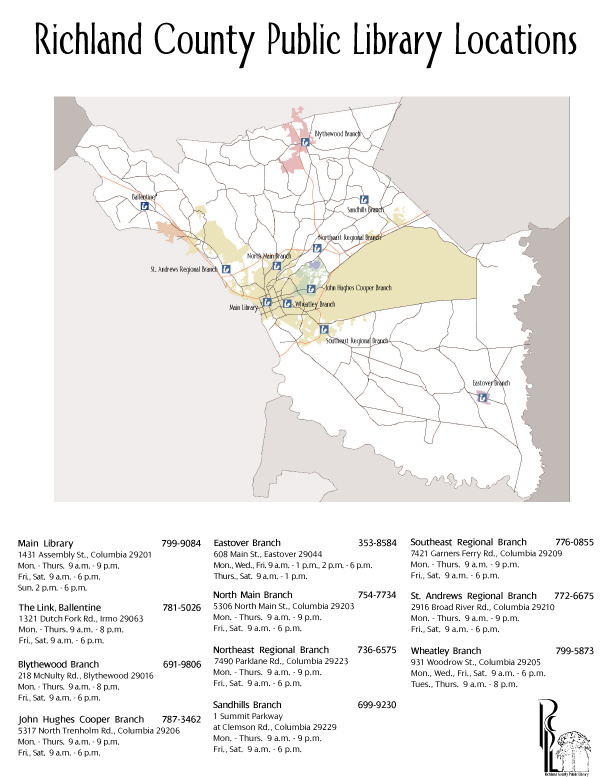 Richland County Public Library Locations
Blythewood Branch
Ballentine
Sandhills Branch
Northeast Regional Branch
North Main Branch
St. Andrews Regional Branch
John Hughes Cooper Branch
Main Library
Wheatley Branch
Southeast Regional Branch
Eastover Branch
Main Library 799-9084
1431 Assembly St., Columbia 29201
Mon. - Thurs. 9 a.m. - 9 p.m.
Fri., Sat. 9 a.m. - 6 p.m.
Sun. 2 p.m. - 6 p.m.
The Link, Ballentine 781-5026
1321 Dutch Fork Rd., Irmo 29063
Mon. - Thurs. 9 a.m. - 8 p.m.
Fri., Sat. 9 a.m. - 6 p.m.
Blythewood Branch 691-9806
218 McNulty Rd., Blythewood 29016
Mon. - Thurs. 9 a.m. - 8 p.m.
Fri., Sat. 9 a.m. - 6 p.m.
John Hughes Cooper Branch 787-3462
5317 North Trenholm Rd., Columbia 29206
Mon. - Thurs. 9 a.m. - 9 p.m.
Fri., Sat. 9 a.m. - 6 p.m.
Eastover Branch 353-8584
608 Main St., Eastover 29044
Mon., Wed., Fri. 9 a.m. - 1 p.m., 2 p.m. - 6 p.m.
Thurs., Sat. 9 a.m. - 1 p.m.
North Main Branch 754-7734
5306 North Main St., Columbia 29203
Mon. - Thurs. 9 a.m. - 9 p.m.
Fri., Sat. 9 a.m. - 6 p.m.
Northeast Regional Branch 736-6575
7490 Parklane Rd., Columbia 29223
Mon. - Thurs. 9 a.m. - 9 p.m.
Fri., Sat. 9 a.m. - 6 p.m.
Sandhills Branch 699-9230
1 Summit Parkway
at Clemson Rd., Columbia 29229
Mon. - Thurs. 9 a.m. - 9 p.m.
Fri., Sat. 9 a.m. - 6 p.m.
Southeast Regional Branch 776-0855
7421 Garners Ferry Rd., Columbia 29209
Mon. - Thurs. 9 a.m. - 9 p.m.
Fri., Sat. 9 a.m. - 6 p.m.
St. Andrews Regional Branch 772-6675
2916 Broad River Rd., Columbia 29210
Mon. - Thurs. 9 a.m. - 9 p.m.
Fri., Sat. 9 a.m. - 6 p.m.
Wheatley Branch 799-5873
931 Woodrow St., Columbia 29205
Mon., Wed., Fri., Sat. 9 a.m. - 6 p.m.
Tues., Thurs. 9 a.m. - 8 p.m.
RCPL
Richland County Public Library